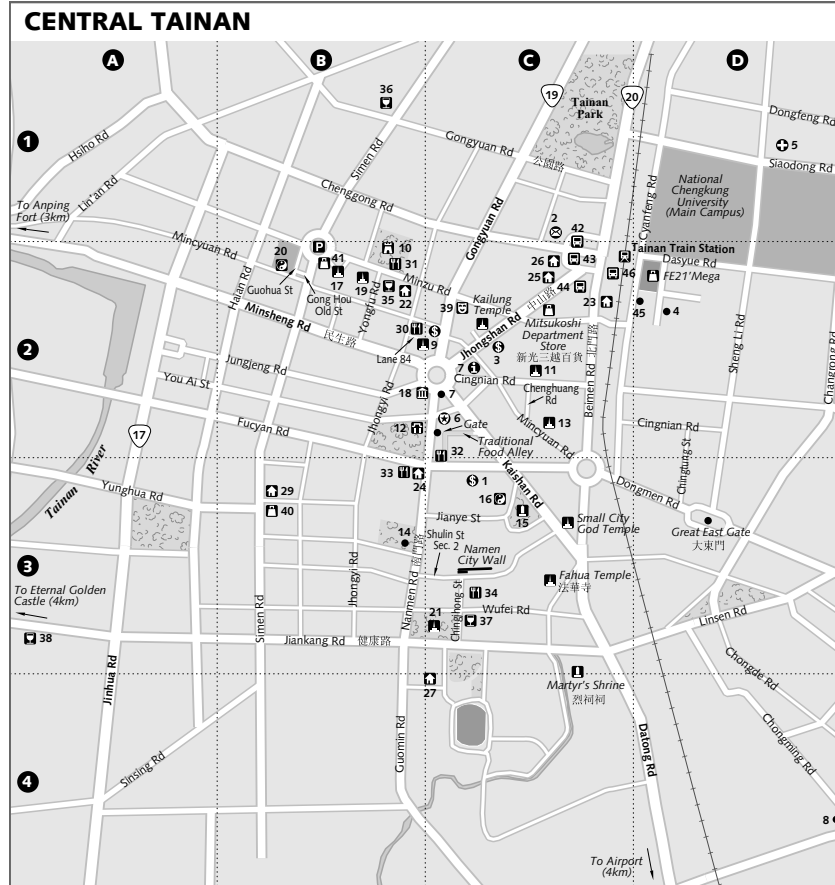 CENTRAL TAINAN
A
B
C
D
36
19
20
Tainan
Park
Dongfeng Rd
1
5
Hsiho Rd
Simen Rd
Gongyuan Rd
公園路
Siaodong Rd
Lin'an Rd
Chenggong Rd
National
Chengkung
University
(Main Campus)
To Anping
Fort (3km)
Gongyuan Rd
Cyanfeng Rd
2
42
Mincyuan Rd
20
P
10
Tainan Train Station
41
31
26
43
Dasyue Rd
Haian Rd
Guohua St
17
19
Minzu Rd
25
46
FE21'Mega
Gong Hou
Old St
Yongfu Rd
35
22
39
Kailung
Temple
中山路
44
23
45
4
Minsheng Rd
民生路
30
9
Jhongshan Rd
Mitsukoshi
Department
Store
新光三越百貨
北門路
Sheng Li Rd
2
Lane 84
3
Jungjeng Rd
7
11
Changrong Rd
You Ai St
Cingnian Rd
Chenghuang
Rd
Beimen Rd
Jhongyi Rd
18
7
17
Fucyan Rd
12
6
Gate
Mincyuan Rd
13
Cingnian Rd
Traditional
Food Alley
32
Chingtung St
Tainan River
Yunghua Rd
33
24
1
Kaishan Rd
Dongmen Rd
29
16
40
Jianye St
15
Small City
God Temple
Great East Gate
大東門
14
南門路
Shulin St
Sec. 2
Namen
City Wall
3
Jhongyi Rd
Fahua Temple
法華寺
To Eternal Golden
Castle (4km)
Simen Rd
Nanmen Rd
Chingjhong St
34
21
Wufei Rd
Linsen Rd
37
38
Jiankang Rd
健康路
Chongde Rd
Jinhua Rd
27
Martyr's Shrine
烈祠祠
Chongming Rd
Guomin Rd
Datong Rd
Sinsing Rd
4
8
To Airport
(4km)